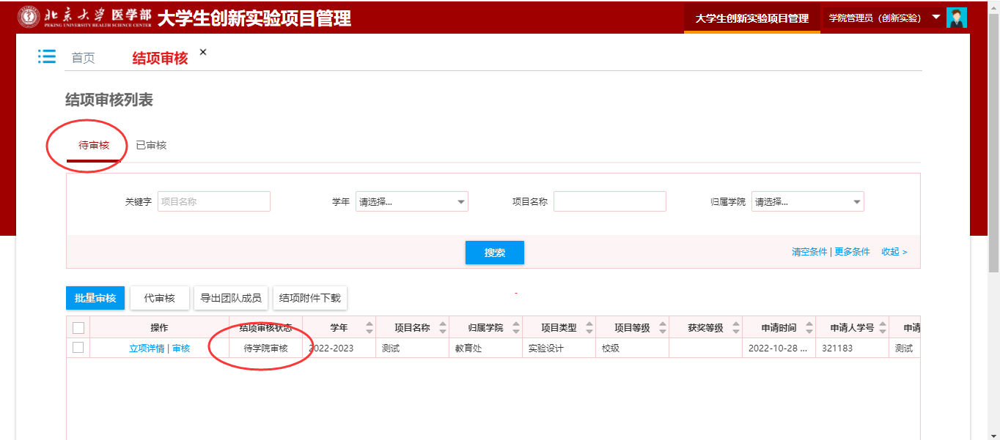 北京大学医学部 大学生创新实验项目管理 大学生创新实验项目管理 学院管理员（创新实验）
PEKING UNIVERSITY HEALTH SCIENCE CENTER
首页 结项审核 ×
结项审核列表
待审核 已审核
关键字 项目名称 学年 请选择... 项目名称 归属学院 请选择...
搜索 清空条件 | 更多条件 收起 >
批量审核 代审核 导出团队成员 结项附件下载 -
操作 结项审核状态 学年 项目名称 归属学院 项目类型 项目等级 获奖等级 申请时间 申请人学号 申请
立项详情 | 审核 待学院审核 2022-2023 测试 教育处 实验设计 校级 2022-10-28 ... 321183 测试